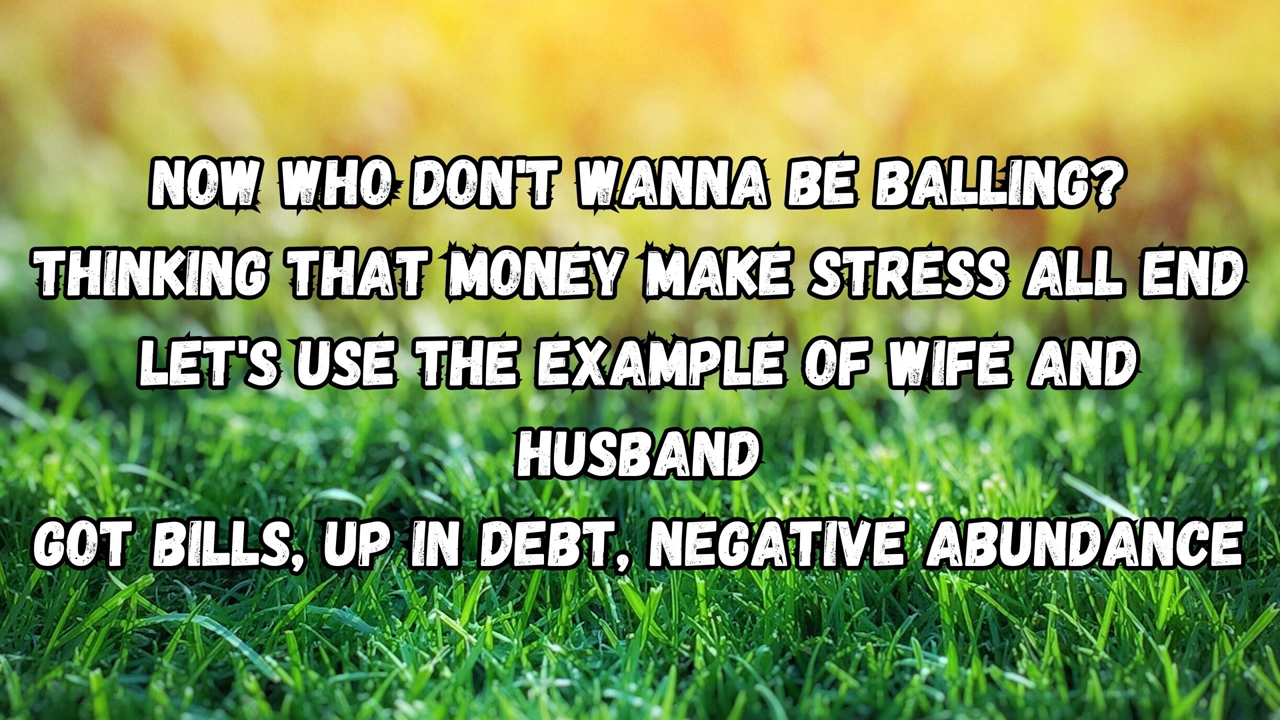 NOW WHO DON'T WANNA BE BALLING?
THINKING THAT MONEY MAKE STRESS ALL END
LET'S USE THE EXAMPLE OF WIFE AND
HUSBAND
GOT BILLS, UP IN DEBT, NEGATIVE ABUNDANCE